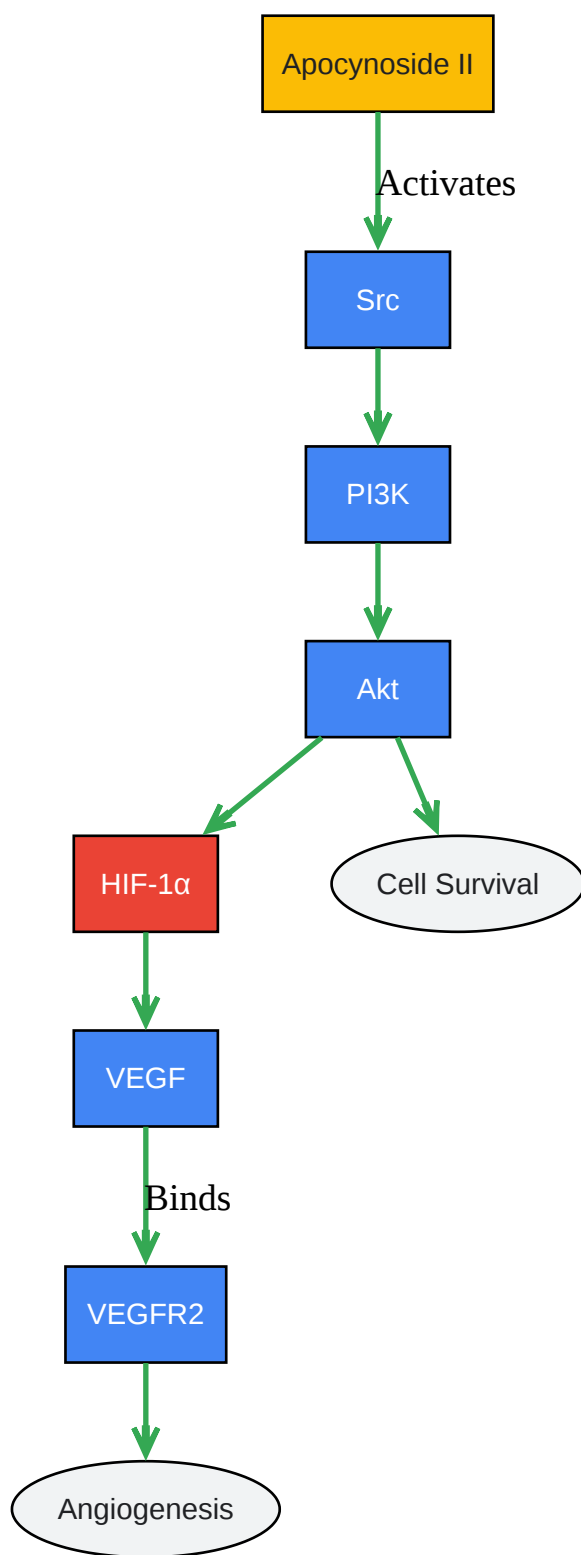 Apocynoside II
Activates
Src
PI3K
Akt
HIF-1α
Cell Survival
VEGF
Binds
VEGFR2
Angiogenesis